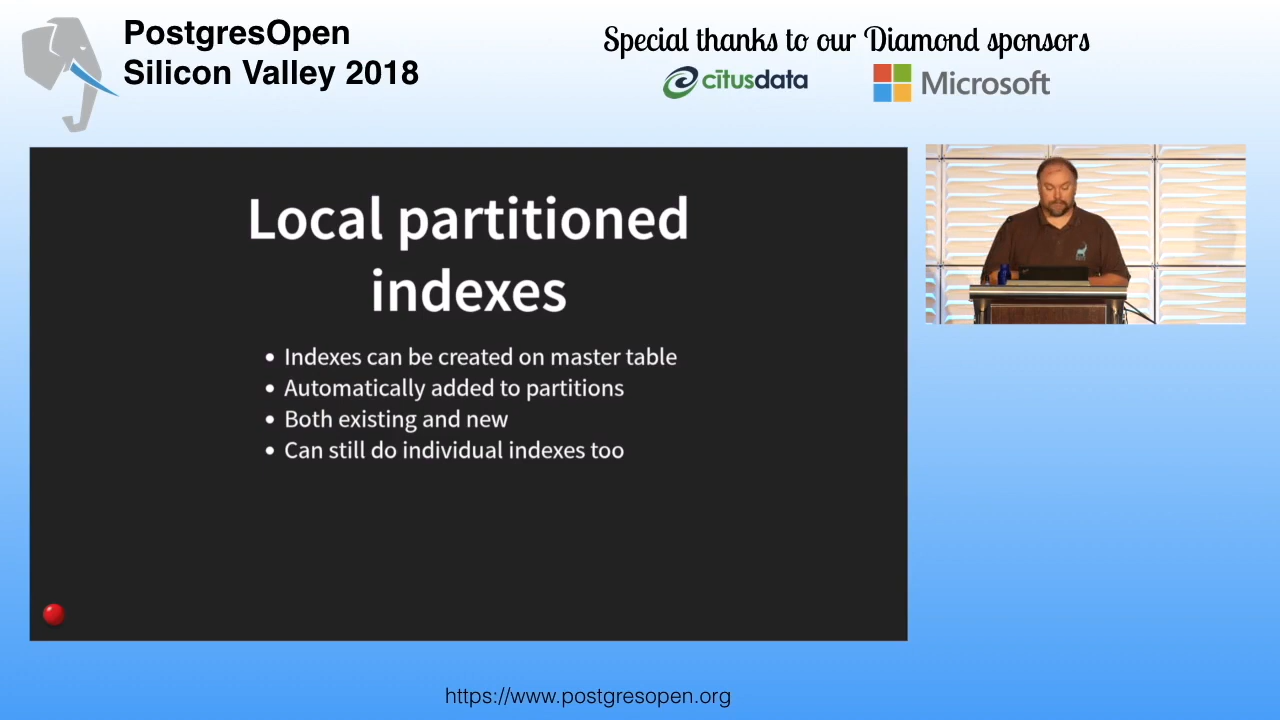 PostgresOpen
Silicon Valley 2018
Special thanks to our Diamond sponsors
citusdata
Microsoft
Local partitioned
indexes
• Indexes can be created on master table
• Automatically added to partitions
• Both existing and new
• Can still do individual indexes too
https://www.postgresopen.org